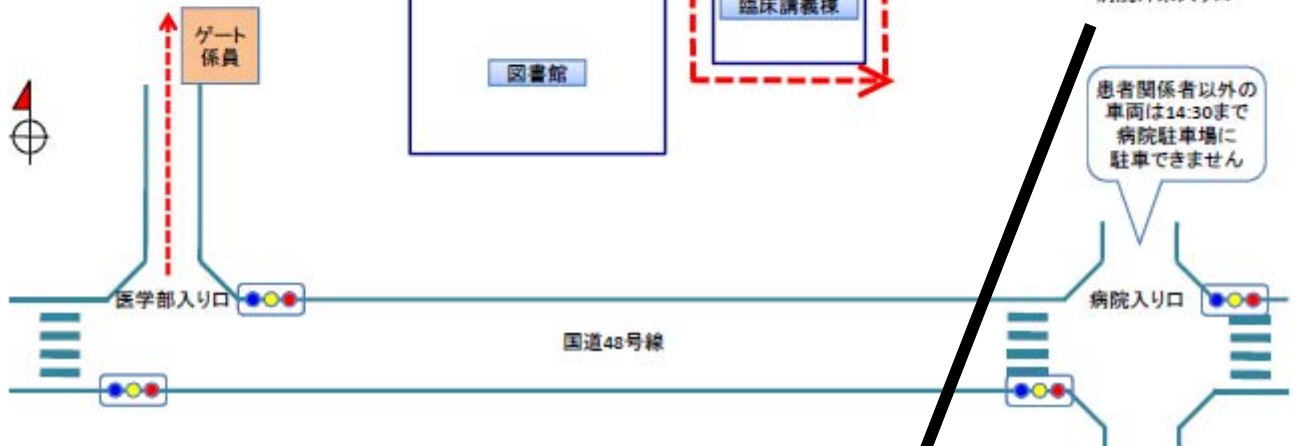 臨床講義棟
ゲート
係員
図書館
患者関係者以外の
車両は14:30まで
病院駐車場に
駐車できません
医学部入り口
病院入り口
国道48号線